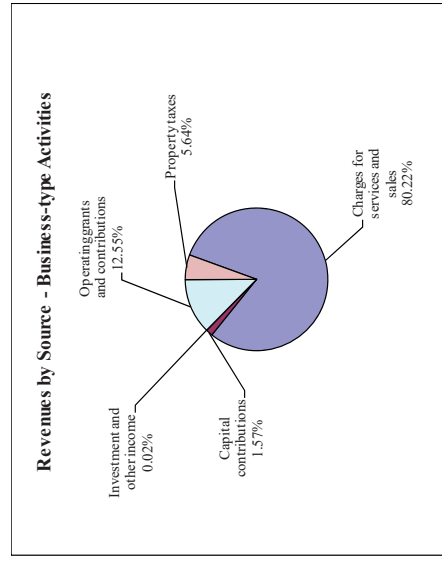 Revenues by Source - Business-type Activities
Operating grants
and contributions
12.55%
Property taxes
5.64%
Investment and
other income
0.02%
Capital
contributions
1.57%
Charges for
services and
sales
80.22%